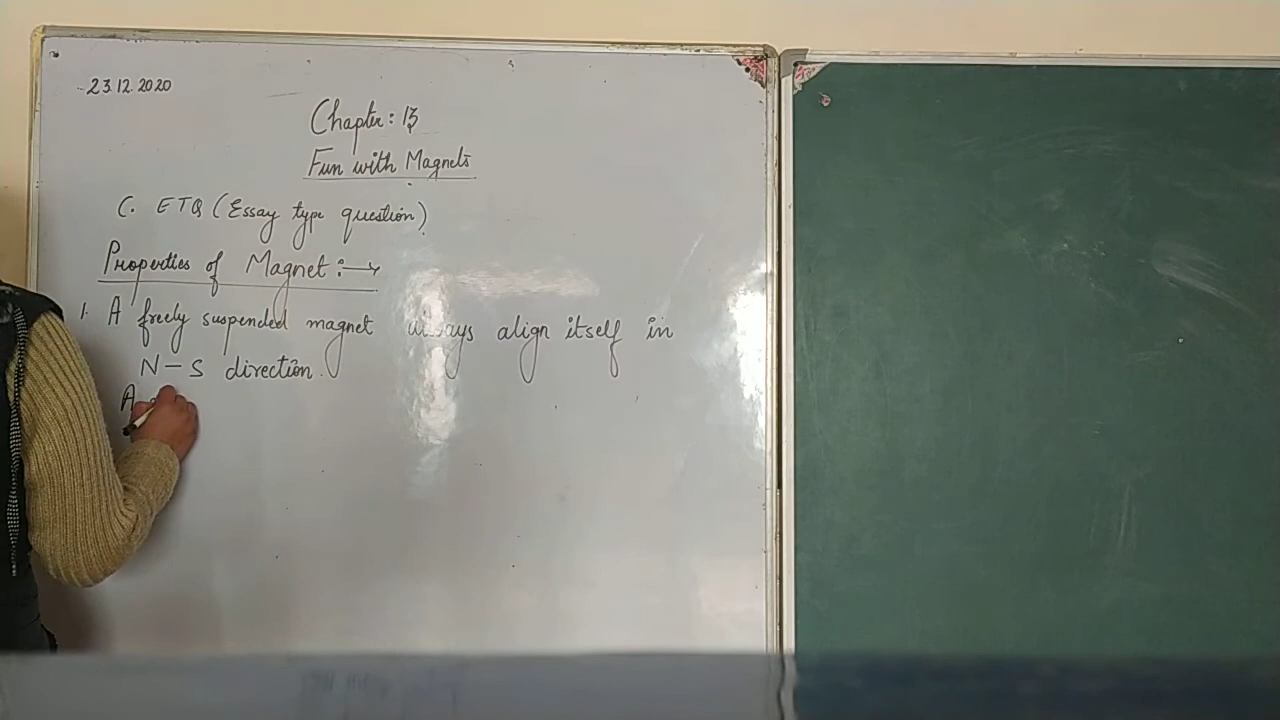 23.12.2020
Chapter: 13
Fun with Magnets
C. ETQ (Essay type question)
Properties of Magnet:→
1. A freely suspended magnet always align itself in
N-S direction.
A